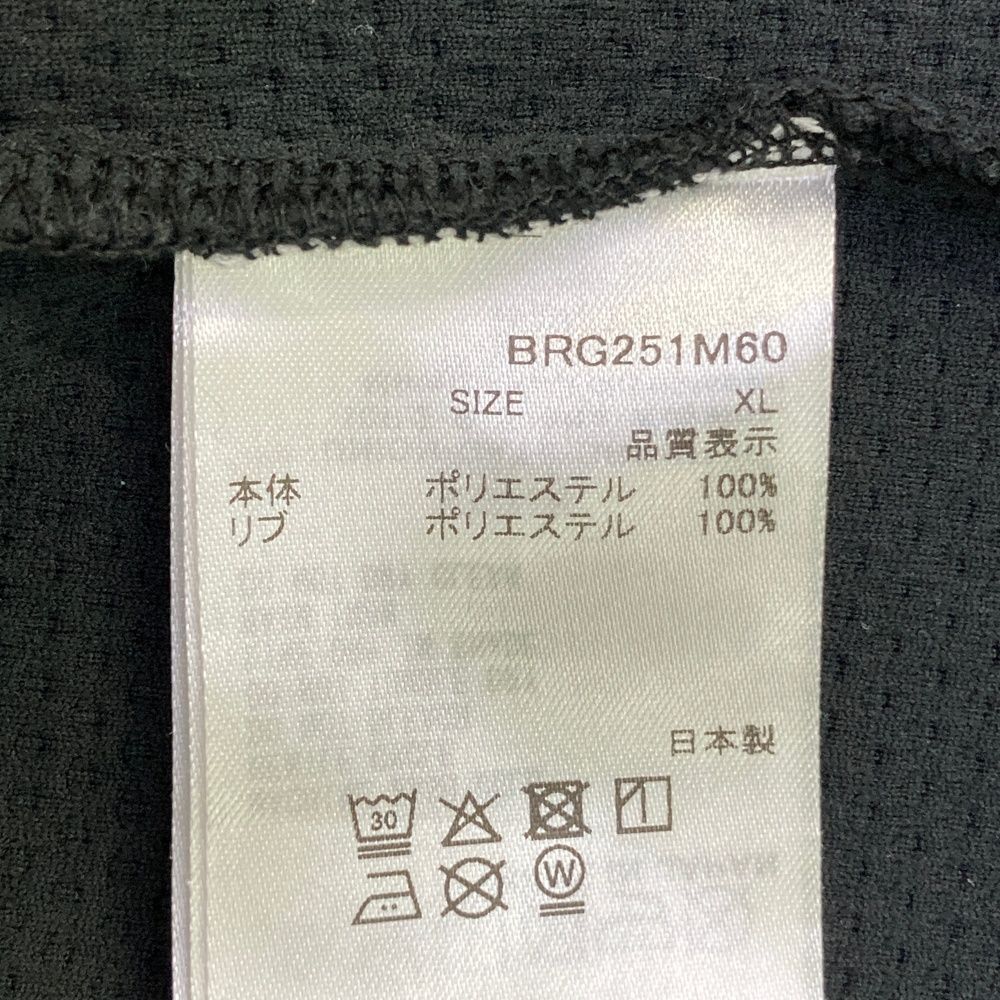 BRG251M60
SIZE XL
品質表示
本体 ポリエステル 100%
リブ ポリエステル 100%
日本製
30
W